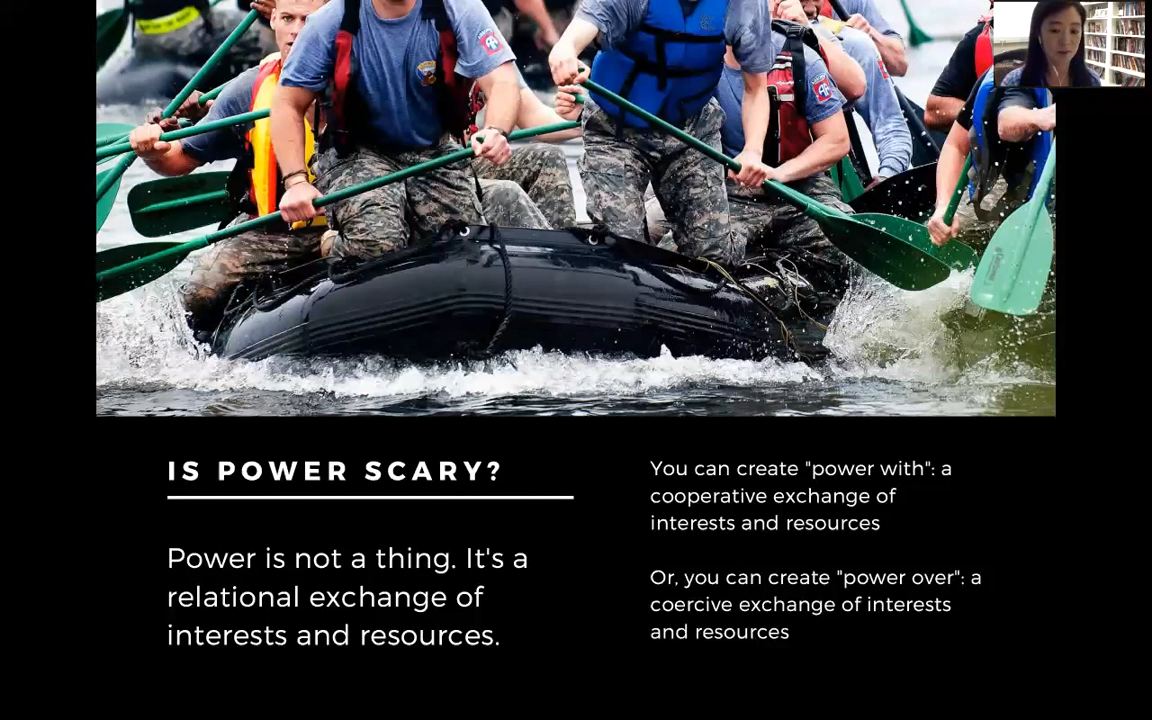 IS POWER SCARY?
Power is not a thing. It's a
relational exchange of
interests and resources.
You can create "power with": a
cooperative exchange of
interests and resources
Or, you can create "power over": a
coercive exchange of interests
and resources